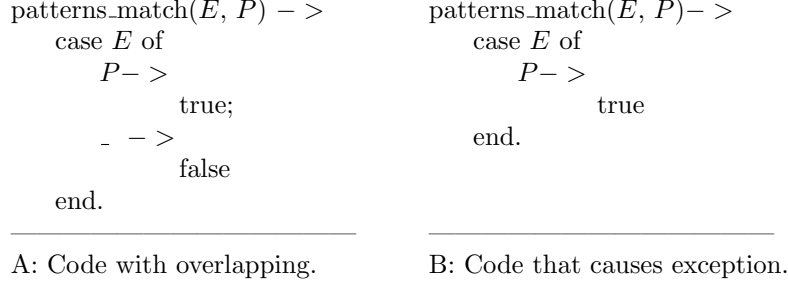 patterns_match(E, P) − >
case E of
P− >
true;
_ − >
false
end.
A: Code with overlapping.
patterns_match(E, P)− >
case E of
P− >
true
end.
B: Code that causes exception.